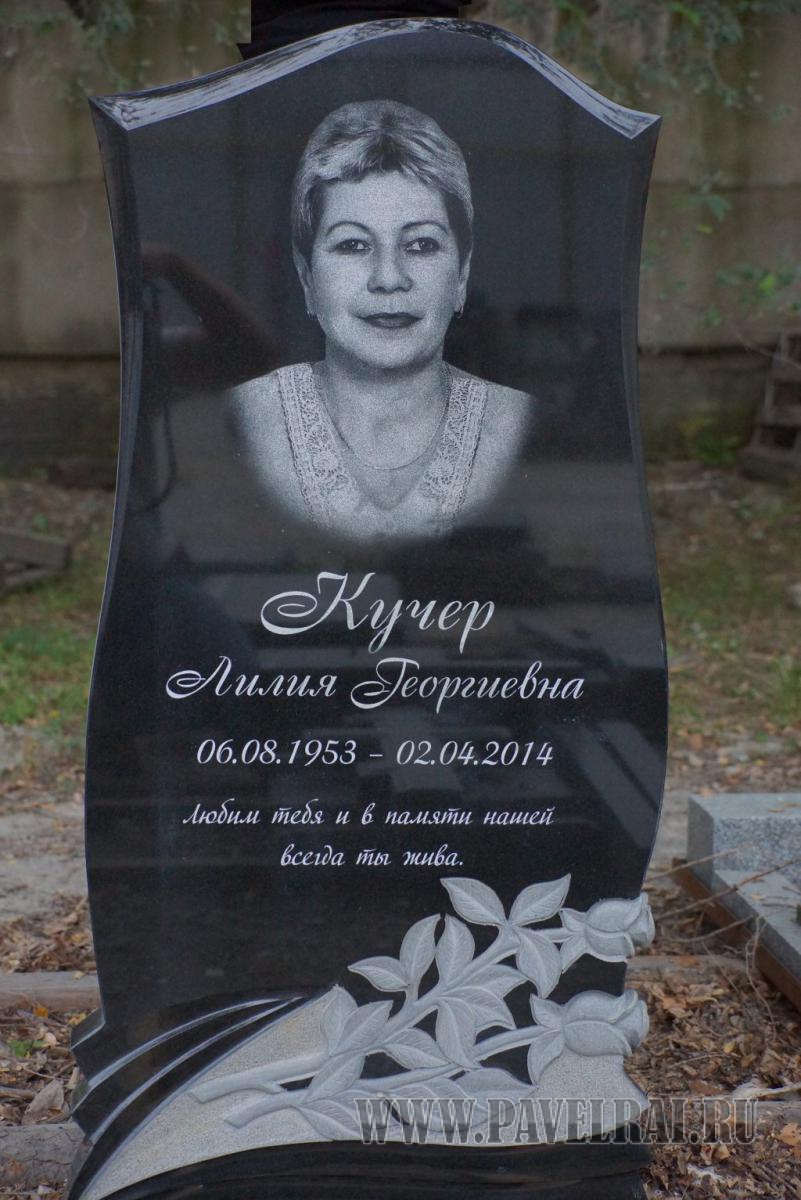 Кучер
Лилия Георгиевна
06.08.1953 - 02.04.2014
Любим тебя и в памяти нашей
всегда ты жива.
WWW.PAVELRAI.RU